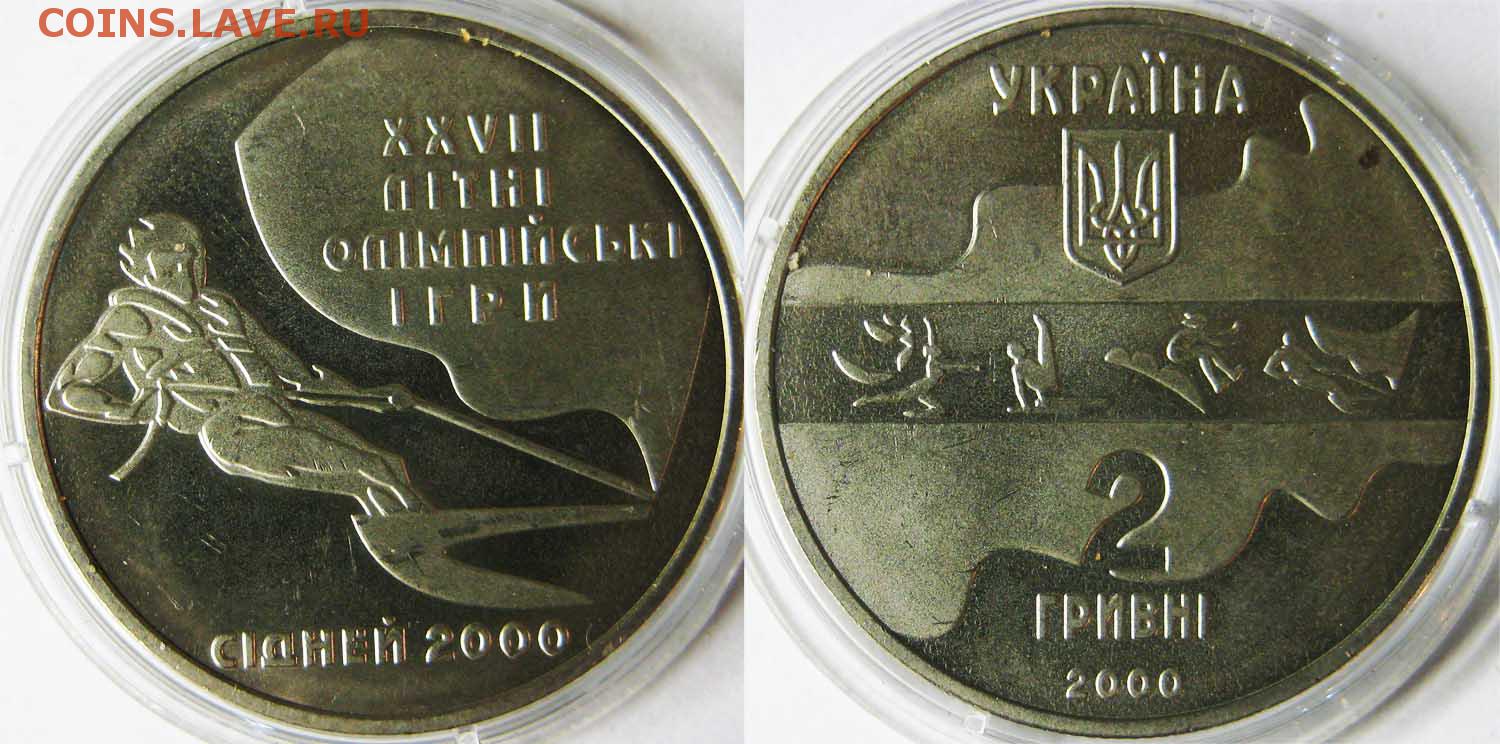 COINS.LAVE.RU
XXVII
ЛІТНІ
ОЛІМПІЙСЬКІ
ІГРИ
СІДНЕЙ 2000
УКРАЇНА
2
ГРИВНІ
2000